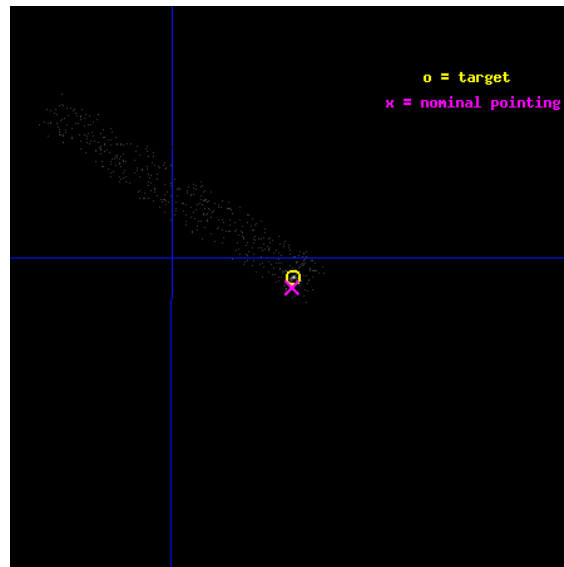 o = target
x = nominal pointing